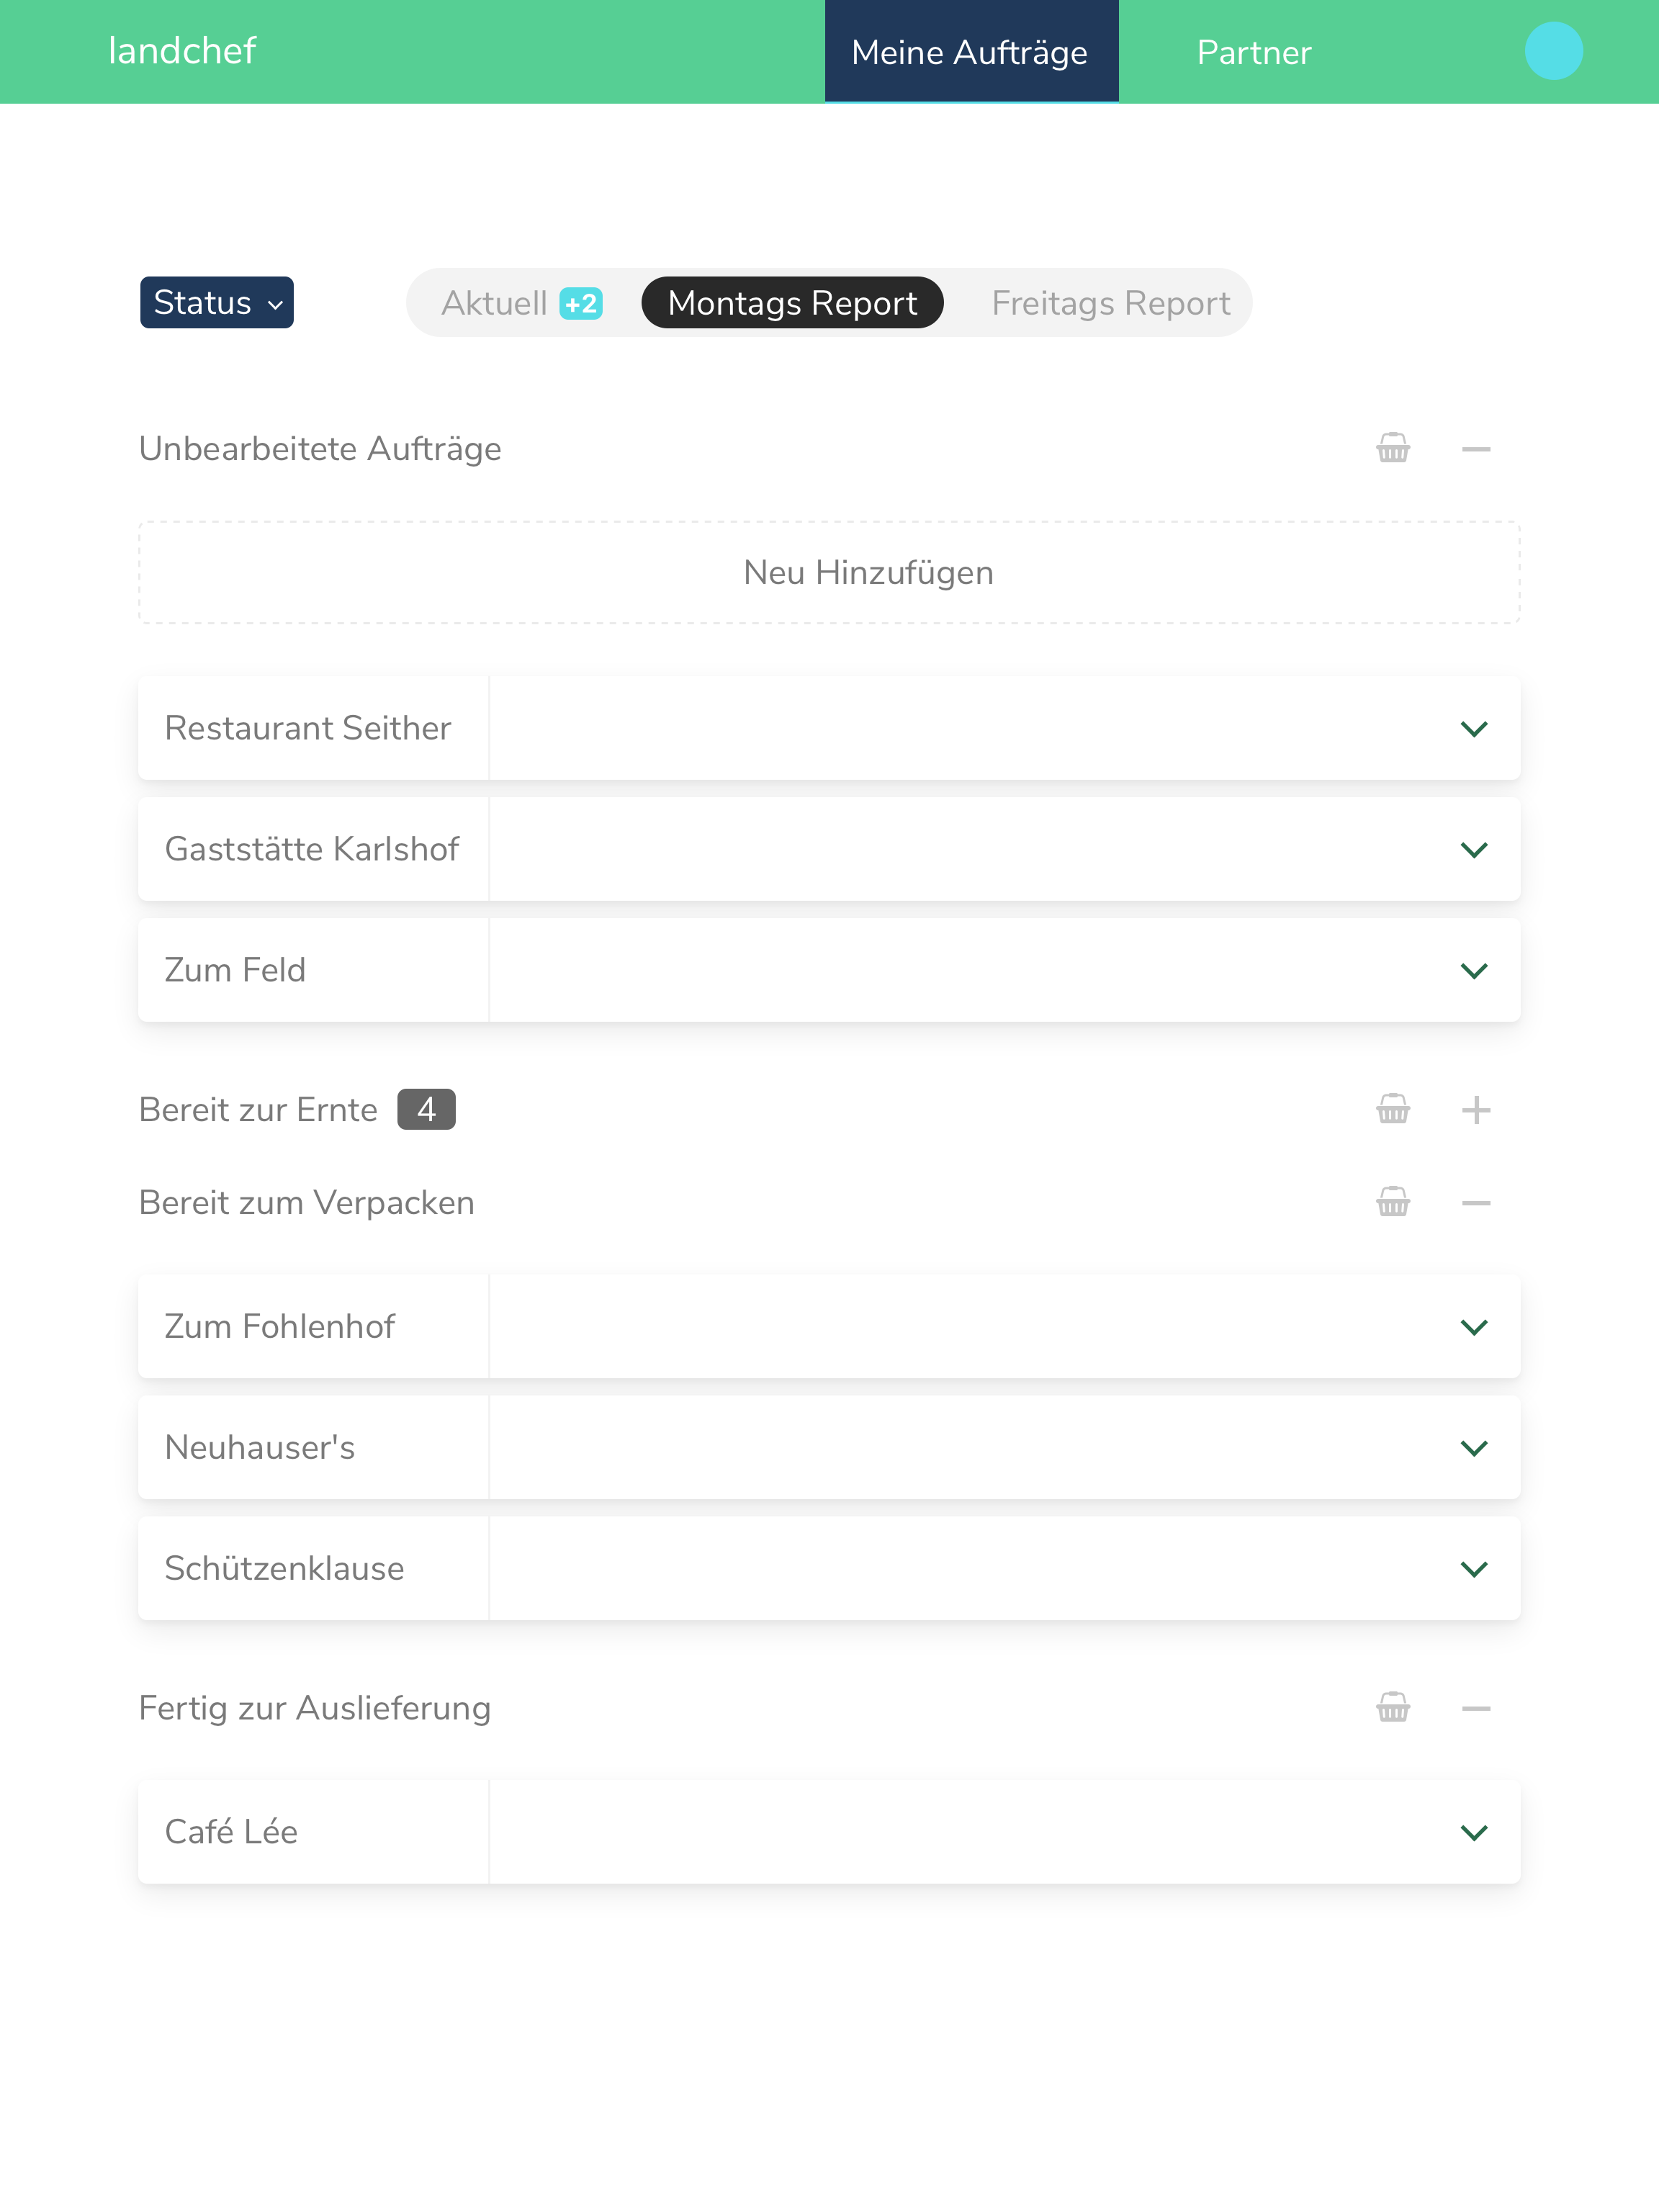 landchef
Meine Aufträge
Partner
Status
Aktuell +2
Montags Report
Freitags Report
Unbearbeitete Aufträge
Neu Hinzufügen
Restaurant Seither
Gaststätte Karlshof
Zum Feld
Bereit zur Ernte 4
Bereit zum Verpacken
Zum Fohlenhof
Neuhauser's
Schützenklause
Fertig zur Auslieferung
Café Lée